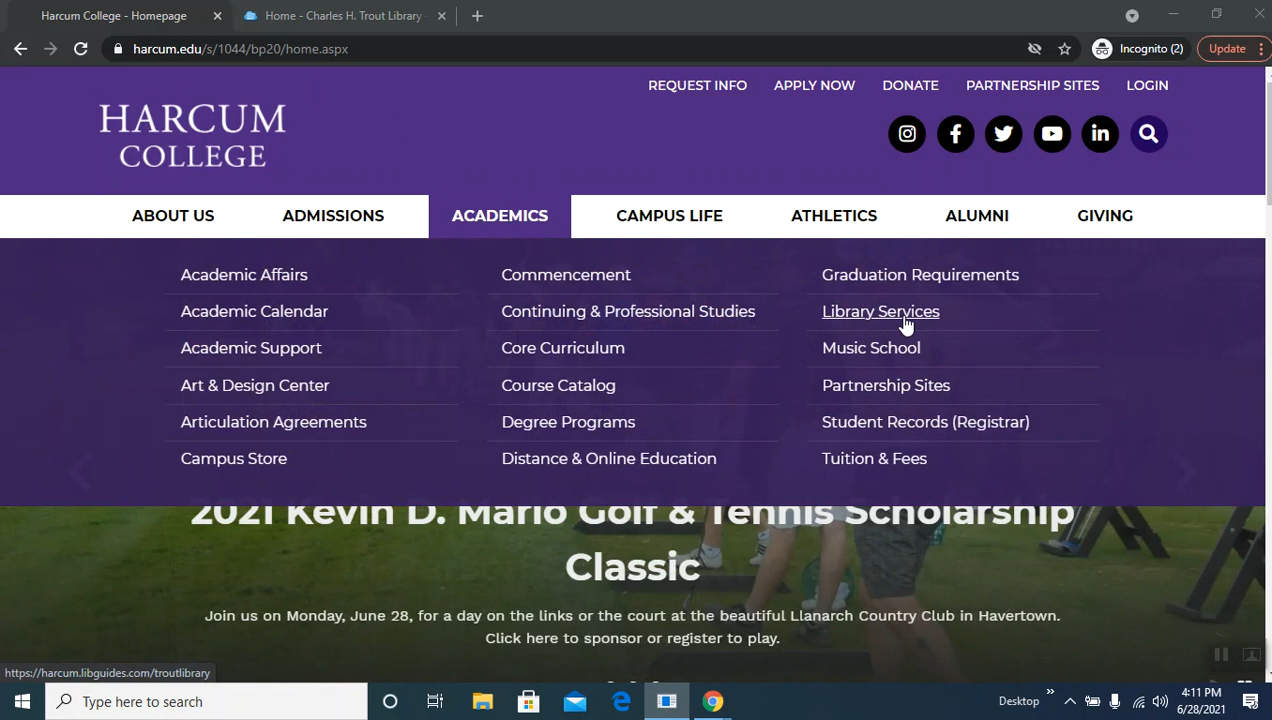 Harcum College - Homepage
Home - Charles H. Trout Library -
harcum.edu/s/1044/bp20/home.aspx
Incognito (2)
Update
REQUEST INFO APPLY NOW DONATE PARTNERSHIP SITES LOGIN
HARCUM
COLLEGE
ABOUT US ADMISSIONS ACADEMICS CAMPUS LIFE ATHLETICS ALUMNI GIVING
Academic Affairs
Academic Calendar
Academic Support
Art & Design Center
Articulation Agreements
Campus Store
Commencement
Continuing & Professional Studies
Core Curriculum
Course Catalog
Degree Programs
Distance & Online Education
Graduation Requirements
Library Services
Music School
Partnership Sites
Student Records (Registrar)
Tuition & Fees
2021 Kevin D. Marlo Golf & Tennis Scholarship
Classic
Join us on Monday, June 28, for a day on the links or the court at the beautiful Llanarch Country Club in Havertown.
Click here to sponsor or register to play.
https://harcum.libguides.com/troutlibrary
Type here to search
Desktop
4:11 PM
6/28/2021